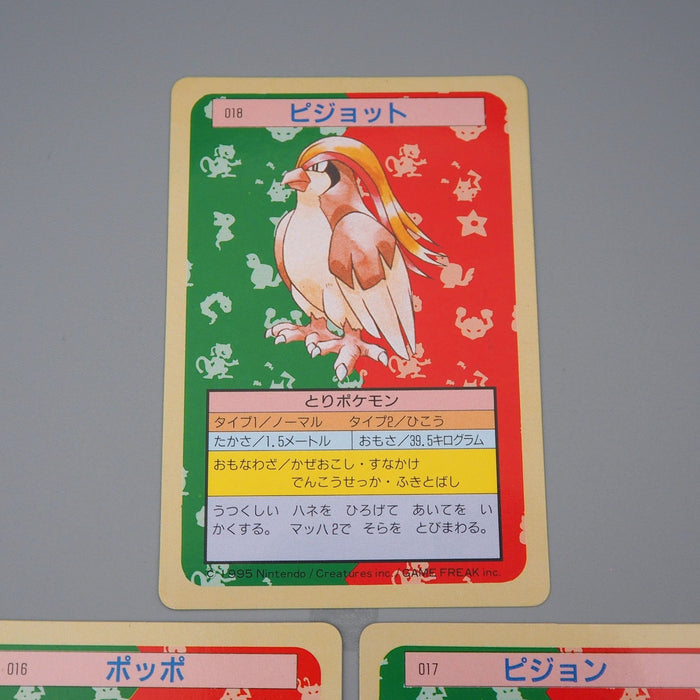 018 ピジョット
とりポケモン
タイプ1/ノーマル タイプ2/ひこう
たかさ/1.5メートル おもさ/39.5キログラム
おもなわざ/かぜおこし・すなかけ
でんこうせっか・ふきとばし
うつくしい ハネを ひろげて あいてを い
かくする。 マッハ2で そらを とびまわる。
© 1995 Nintendo / Creatures inc. / GAME FREAK inc.
016 ポッポ
017 ピジョン